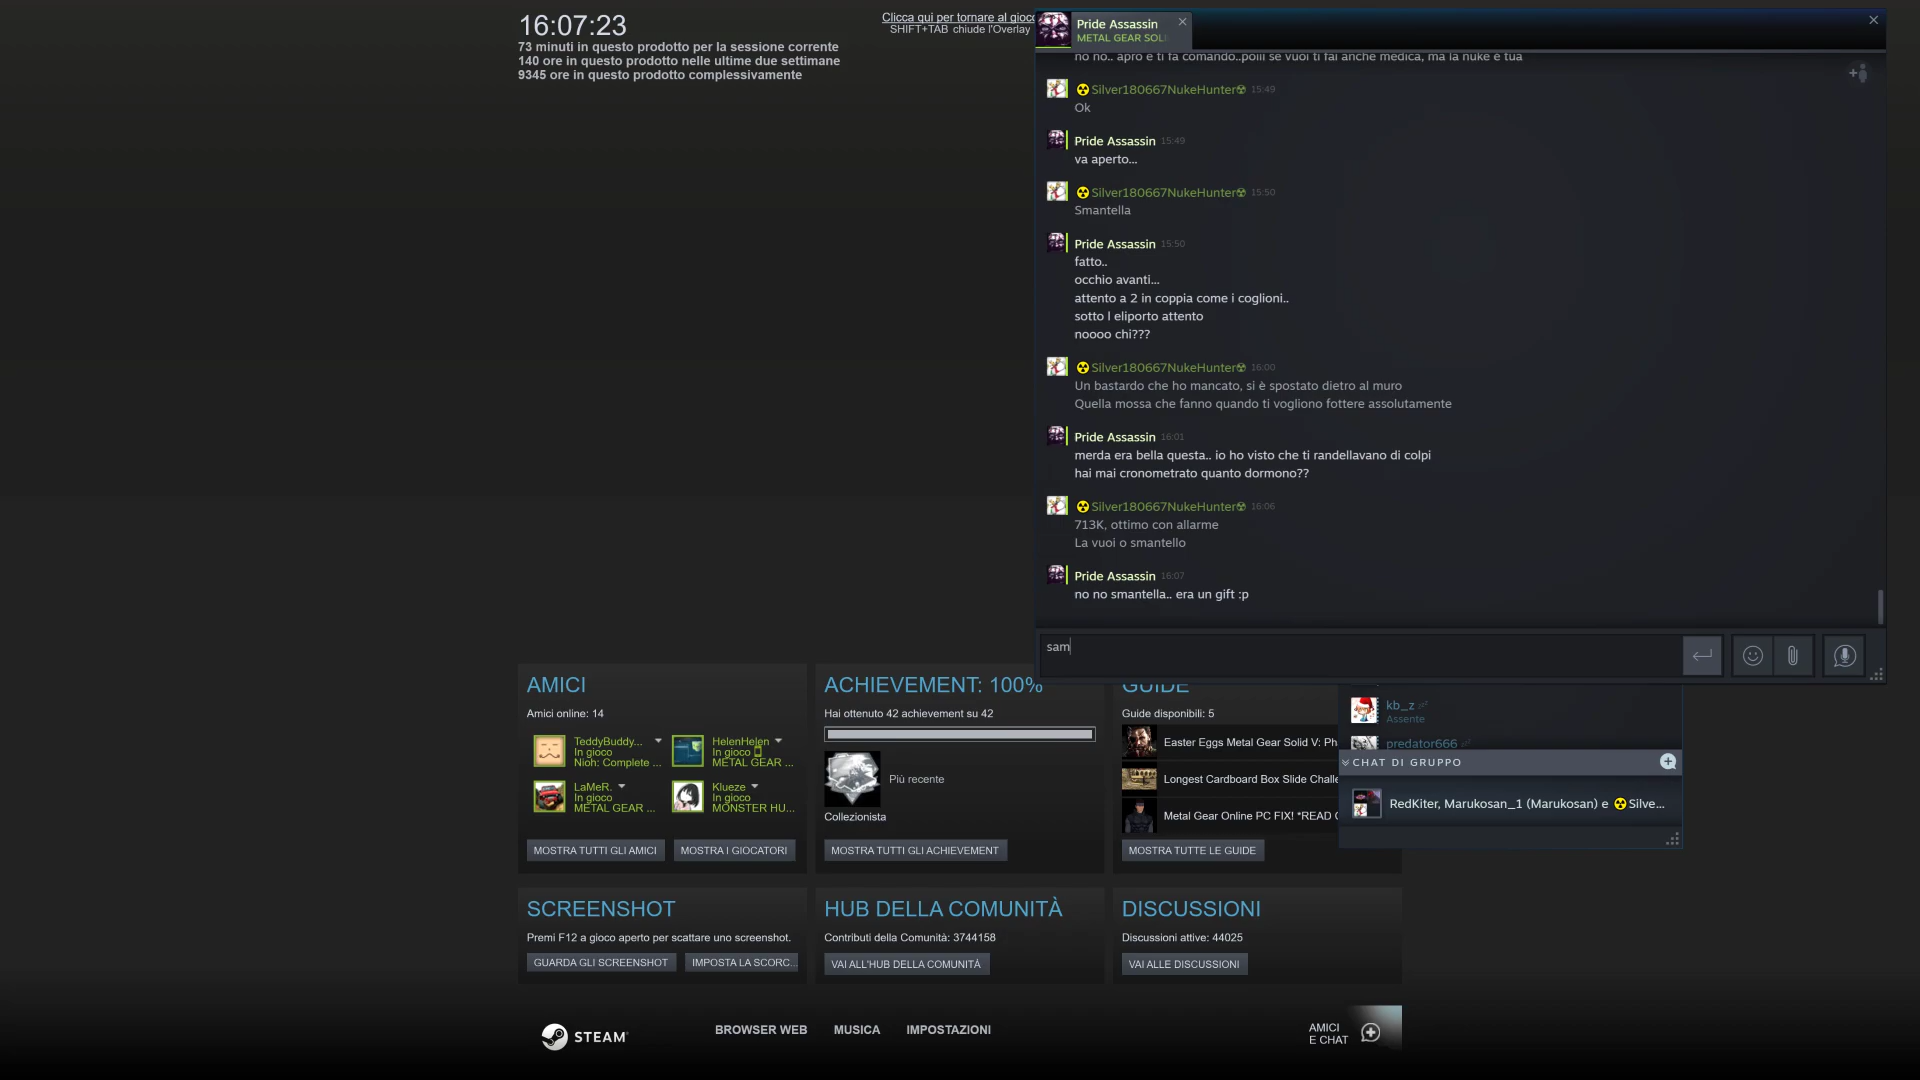 16:07:23
73 minuti in questo prodotto per la sessione corrente
140 ore in questo prodotto nelle ultime due settimane
9345 ore in questo prodotto complessivamente
Clicca qui per tornare al gioco
SHIFT+TAB chiude l'Overlay
Pride Assassin
METAL GEAR SOLI
no no.. apro e ti fa comando..poiii se vuoi ti fai anche medica, ma la nuke è tua
☢Silver180667NukeHunter☢ 15:49
Ok
Pride Assassin 15:49
va aperto...
☢Silver180667NukeHunter☢ 15:50
Smantella
Pride Assassin 15:50
fatto..
occhio avanti...
attento a 2 in coppia come i coglioni..
sotto l eliporto attento
noooo chi???
☢Silver180667NukeHunter☢ 16:00
Un bastardo che ho mancato, si è spostato dietro al muro
Quella mossa che fanno quando ti vogliono fottere assolutamente
Pride Assassin 16:01
merda era bella questa.. io ho visto che ti randellavano di colpi
hai mai cronometrato quanto dormono??
☢Silver180667NukeHunter☢ 16:06
713K, ottimo con allarme
La vuoi o smantello
Pride Assassin 16:07
no no smantella.. era un gift :p
sam
AMICI
Amici online: 14
TeddyBuddy...
In gioco
Nioh: Complete ...
HelenHelen
In gioco
METAL GEAR ...
LaMeR.
In gioco
METAL GEAR ...
Klueze
In gioco
MONSTER HU...
MOSTRA TUTTI GLI AMICI
MOSTRA I GIOCATORI
ACHIEVEMENT: 100%
Hai ottenuto 42 achievement su 42
Più recente
Collezionista
MOSTRA TUTTI GLI ACHIEVEMENT
GUIDE
Guide disponibili: 5
Easter Eggs Metal Gear Solid V: Ph
Longest Cardboard Box Slide Challe
Metal Gear Online PC FIX! *READ C
MOSTRA TUTTE LE GUIDE
kb_z
Assente
predator666
CHAT DI GRUPPO
RedKiter, Marukosan_1 (Marukosan) e ☢Silve...
SCREENSHOT
Premi F12 a gioco aperto per scattare uno screenshot.
GUARDA GLI SCREENSHOT
IMPOSTA LA SCORC...
HUB DELLA COMUNITÀ
Contributi della Comunità: 3744158
VAI ALL'HUB DELLA COMUNITÀ
DISCUSSIONI
Discussioni attive: 44025
VAI ALLE DISCUSSIONI
STEAM
BROWSER WEB
MUSICA
IMPOSTAZIONI
AMICI
E CHAT